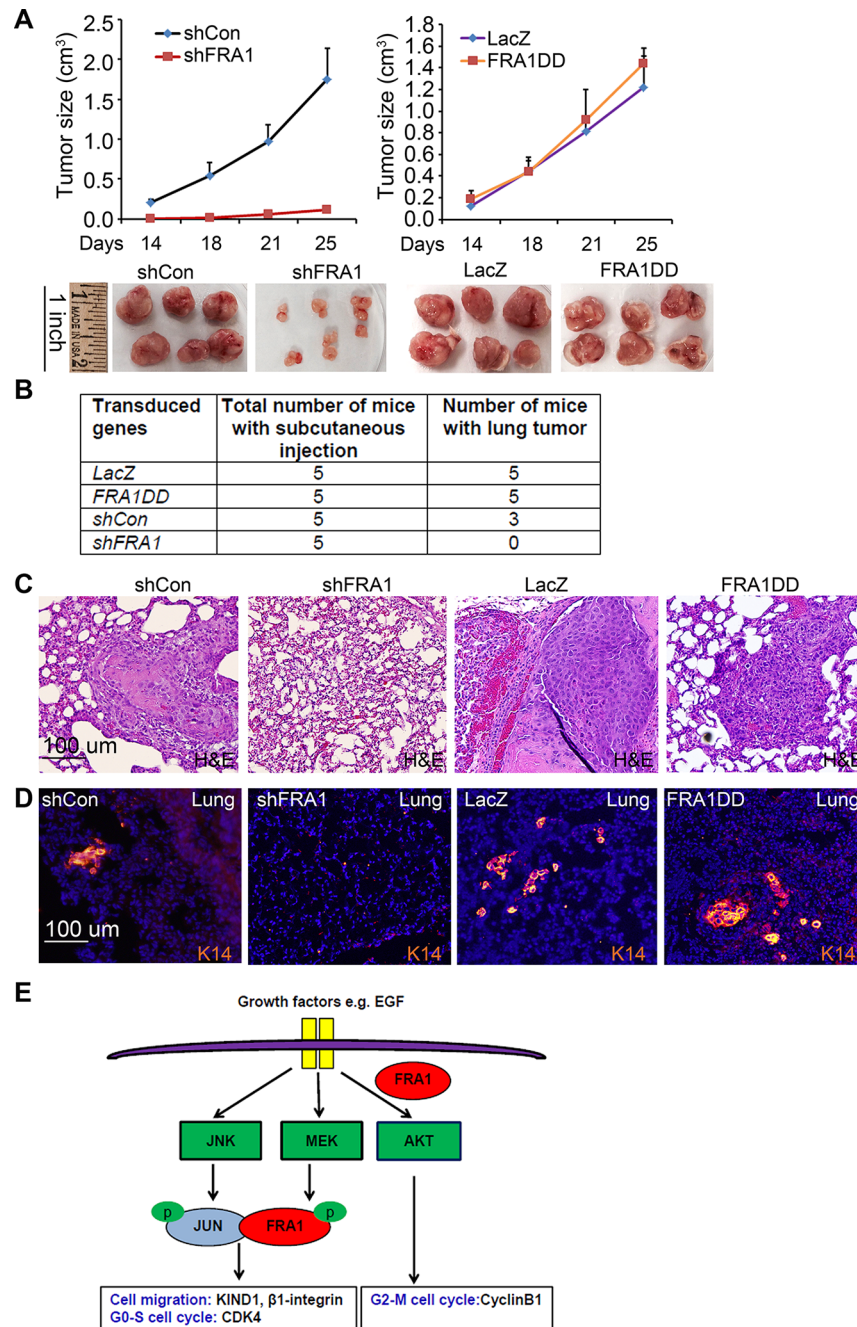 A
2.5
2.0
1.5
1.0
0.5
0.0
Tumor size (cm³)
shCon
shFRA1
Days 14 18 21 25
1.8
1.6
1.4
1.2
1.0
0.8
0.6
0.4
0.2
0.0
Tumor size (cm³)
LacZ
FRA1DD
Days 14 18 21 25
shCon shFRA1 LacZ FRA1DD
1 inch
1
MADE IN USA
2
B
Transduced genes
Total number of mice with subcutaneous injection
Number of mice with lung tumor
LacZ 5 5
FRA1DD 5 5
shCon 5 3
shFRA1 5 0
C
shCon shFRA1 LacZ FRA1DD
100 um
H&E H&E H&E H&E
D
shCon Lung shFRA1 Lung LacZ Lung FRA1DD Lung
100 um
K14 K14 K14 K14
E
Growth factors e.g. EGF
FRA1
JNK MEK AKT
p p
JUN FRA1
Cell migration: KIND1, β1-integrin
G0-S cell cycle: CDK4
G2-M cell cycle:CyclinB1